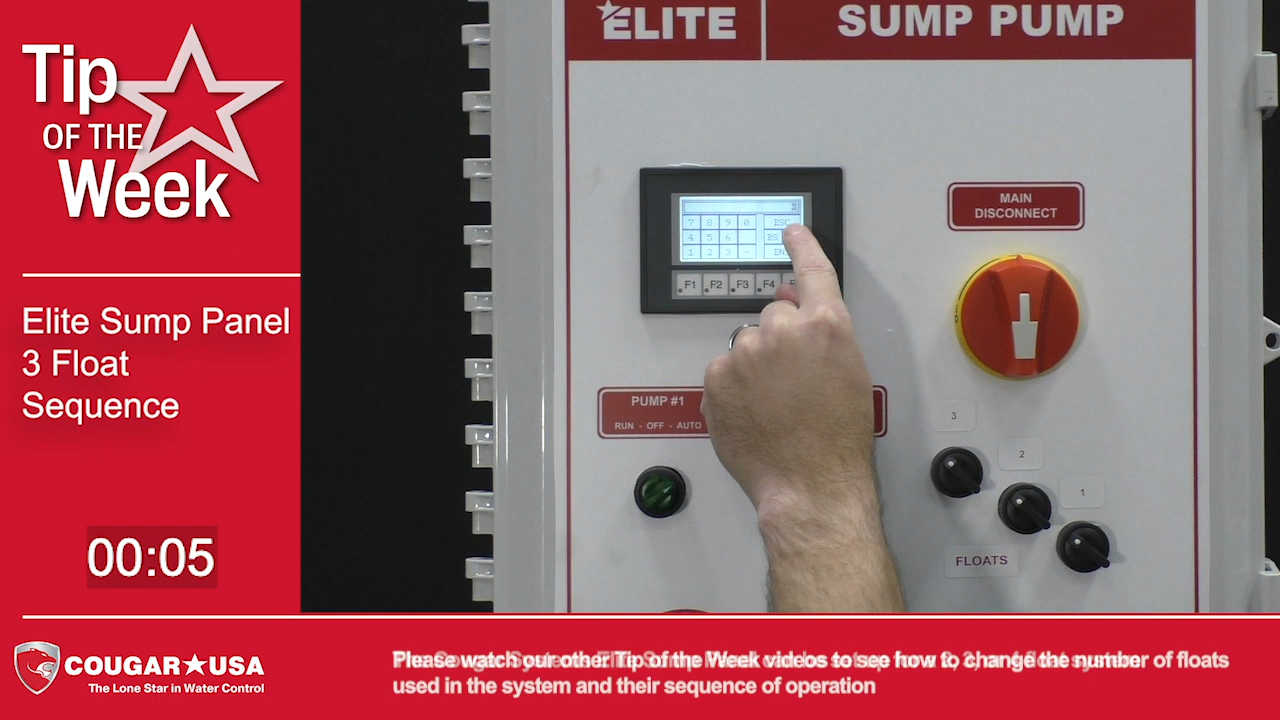 Tip
OF THE
Week
Elite Sump Panel
3 Float
Sequence
00:05
COUGAR USA
The Lone Star in Water Control
ELITE
SUMP PUMP
3
7 8 9 0 ESC
4 5 6 BS
1 2 3 - EN
F1 F2 F3 F4
MAIN
DISCONNECT
PUMP #1
RUN - OFF - AUTO
3
2
1
FLOATS
Please watch our other Tip of the Week videos to see how to change the number of floats
used in the system and their sequence of operation